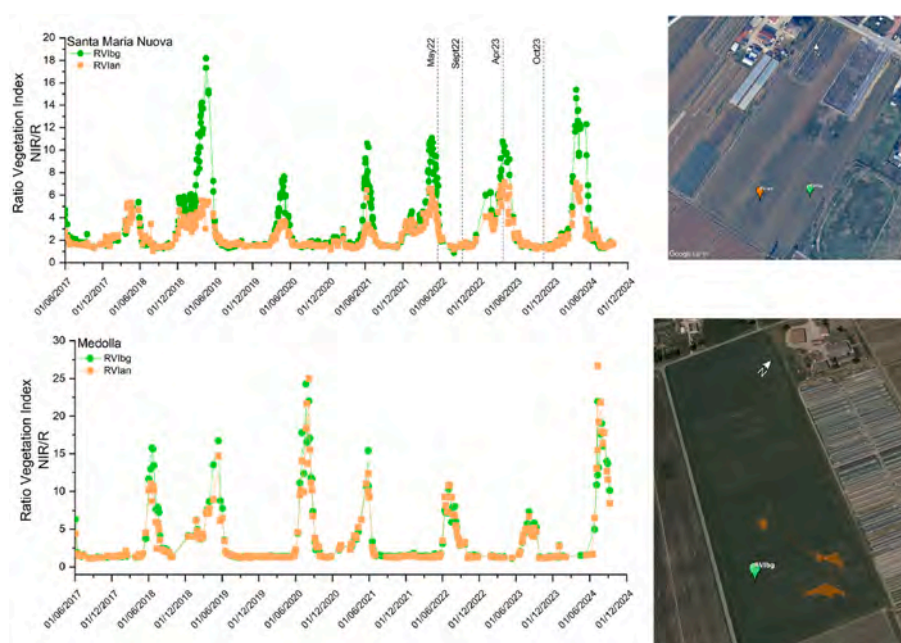 Santa Maria Nuova
RVIbg
RVIan
May22
Sept22
Apr23
Oct23
Ratio Vegetation Index
NIR/R
20
18
16
14
12
10
8
6
4
2
0
01/06/2017
01/12/2017
01/06/2018
01/12/2018
01/06/2019
01/12/2019
01/06/2020
01/12/2020
01/06/2021
01/12/2021
01/06/2022
01/12/2022
01/06/2023
01/12/2023
01/06/2024
01/12/2024
Google Earth
Medolla
RVIbg
RVIan
Ratio Vegetation Index
NIR/R
30
25
20
15
10
5
0
01/06/2017
01/12/2017
01/06/2018
01/12/2018
01/06/2019
01/12/2019
01/06/2020
01/12/2020
01/06/2021
01/12/2021
01/06/2022
01/12/2022
01/06/2023
01/12/2023
01/06/2024
01/12/2024
N
RVIbg